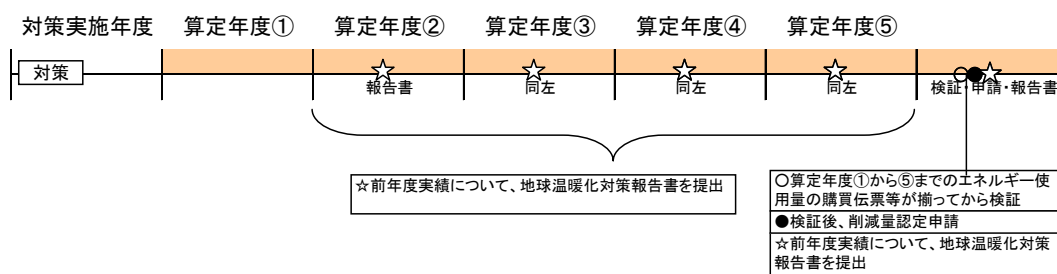 対策実施年度 算定年度① 算定年度② 算定年度③ 算定年度④ 算定年度⑤
対策
報告書 同左 同左 同左 検証・申請・報告書
☆前年度実績について、地球温暖化対策報告書を提出
○算定年度①から⑤までのエネルギー使
用量の購買伝票等が揃ってから検証
●検証後、削減量認定申請
☆前年度実績について、地球温暖化対策
報告書を提出